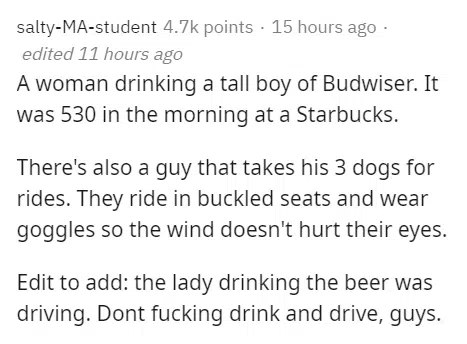 salty-MA-student 4.7k points · 15 hours ago ·
edited 11 hours ago
A woman drinking a tall boy of Budwiser. It
was 530 in the morning at a Starbucks.
There's also a guy that takes his 3 dogs for
rides. They ride in buckled seats and wear
goggles so the wind doesn't hurt their eyes.
Edit to add: the lady drinking the beer was
driving. Dont fucking drink and drive, guys.